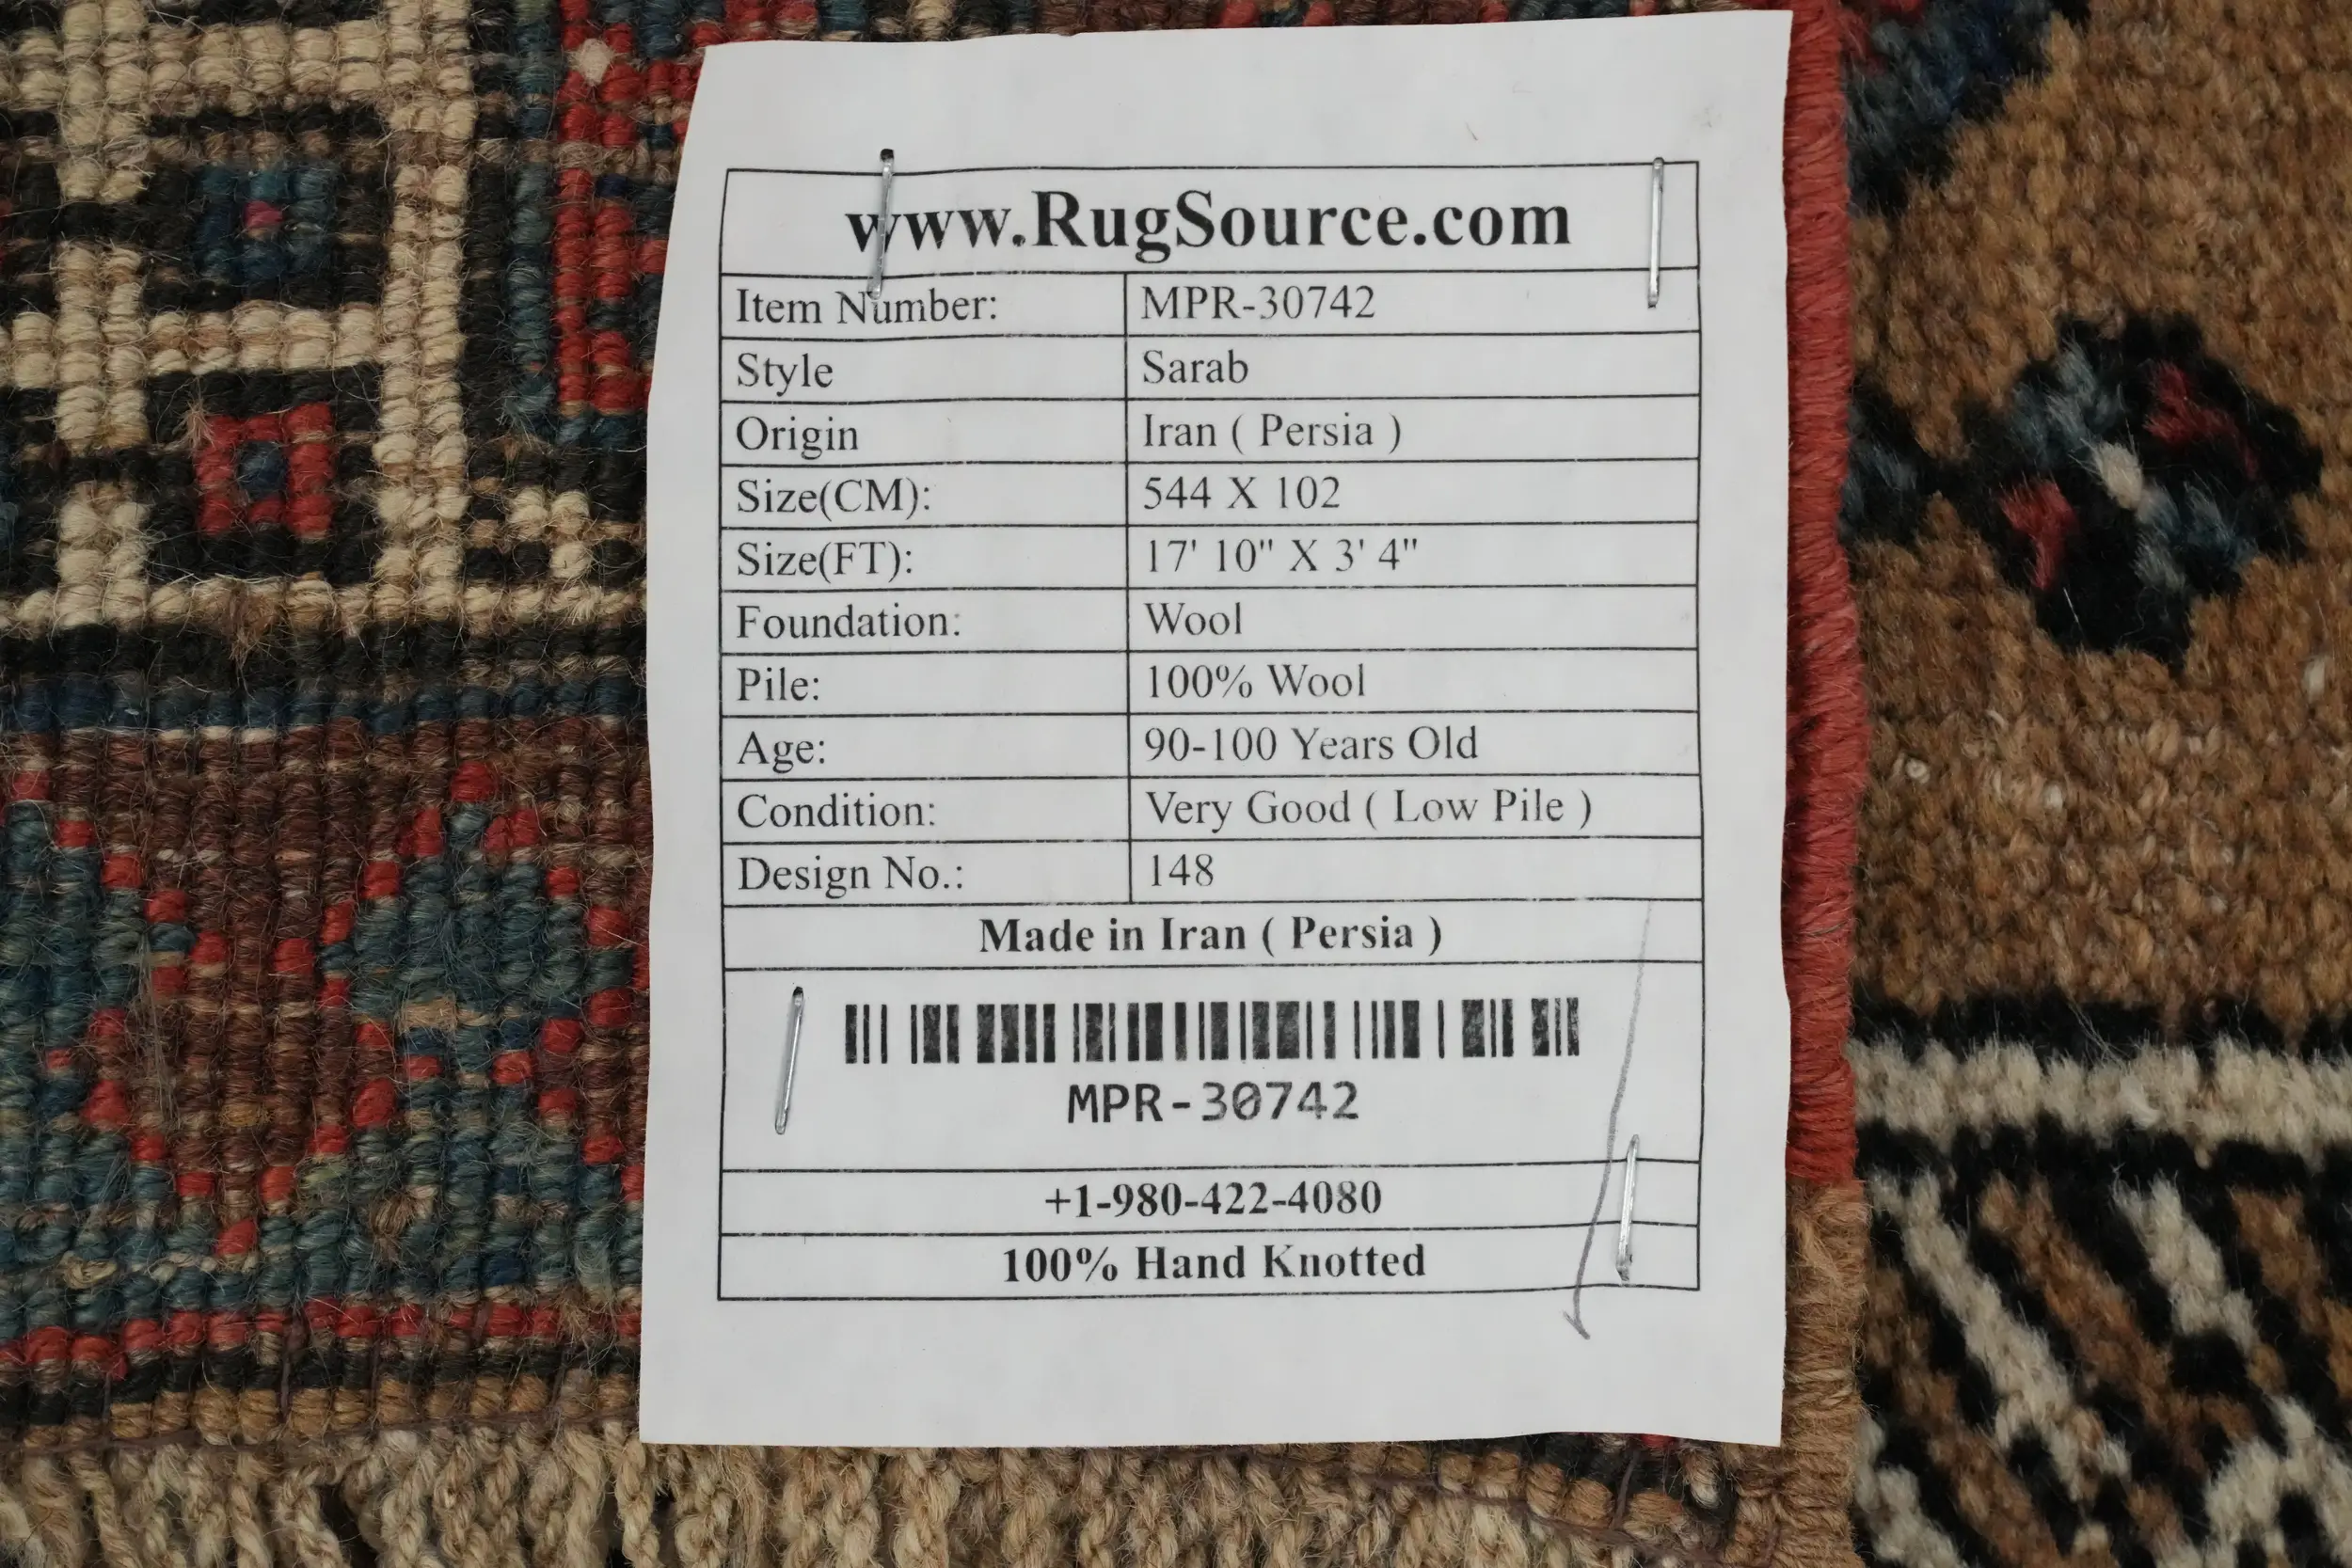 www.RugSource.com
Item Number: MPR-30742
Style Sarab
Origin Iran ( Persia )
Size(CM): 544 X 102
Size(FT): 17' 10" X 3' 4"
Foundation: Wool
Pile: 100% Wool
Age: 90-100 Years Old
Condition: Very Good ( Low Pile )
Design No.: 148
Made in Iran ( Persia )
MPR-30742
+1-980-422-4080
100% Hand Knotted